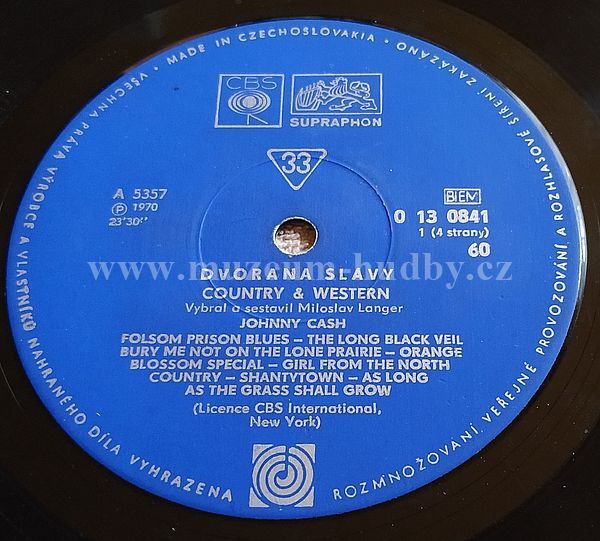 • MADE IN CZECHOSLOVAKIA •
VŠECHNA PRÁVA VÝROBCE A VLASTNÍKŮ NAHRANÉHO DÍLA VYHRAZENA
ROZMNOŽOVÁNÍ VEŘEJNÉ PROVOZOVÁNÍ A ROZHLASOVÉ ŠÍŘENÍ ZAKÁZÁNO
CBS
SUPRAPHON
33
A 5357
Ⓟ 1970
23'30"
BIEM
0 13 0841
1 (4 strany)
60
www.muzeum-hudby.cz
DVORANA SLÁVY
COUNTRY & WESTERN
Vybral a sestavil Miloslav Langer
JOHNNY CASH
FOLSOM PRISON BLUES – THE LONG BLACK VEIL
BURY ME NOT ON THE LONE PRAIRIE – ORANGE
BLOSSOM SPECIAL – GIRL FROM THE NORTH
COUNTRY – SHANTYTOWN – AS LONG
AS THE GRASS SHALL GROW
(Licence CBS International,
New York)